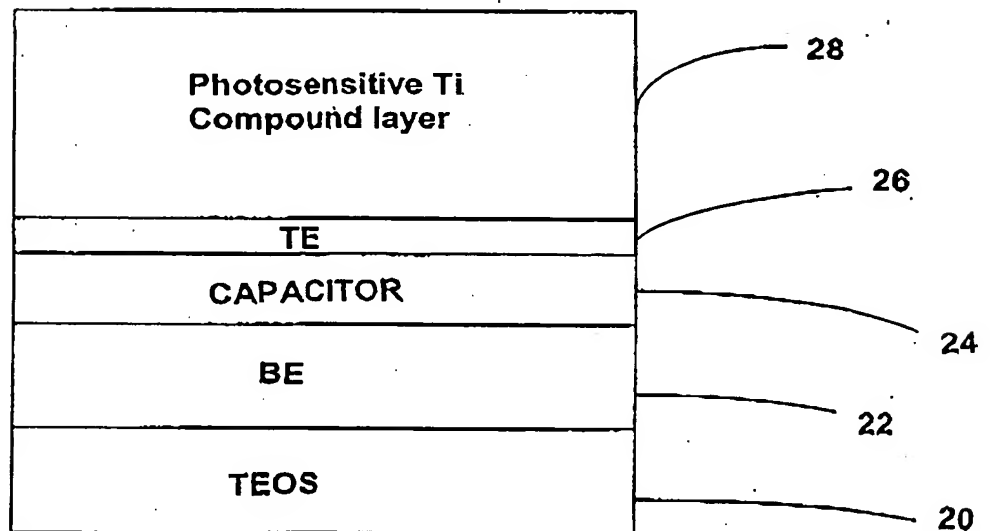 Photosensitive Ti
Compound layer
28
26
TE
CAPACITOR
24
BE
22
TEOS
20